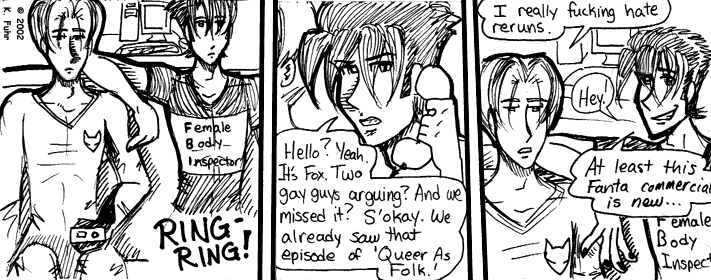 © 2002
K. Fuhr
Female
Body-
Inspector
RING-
RING!
Hello? Yeah.
It's Fox. Two
gay guys arguing? And we
missed it? S'okay. We
already saw that
episode of 'Queer As
Folk.'
I really fucking hate
reruns.
Hey!
At least this
Fanta commercial
is new...
Female
Body
Inspect